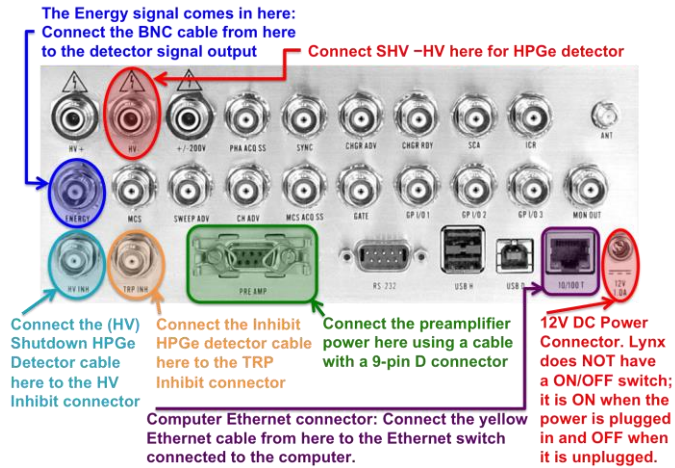 The Energy signal comes in here:
Connect the BNC cable from here
to the detector signal output
Connect SHV −HV here for HPGe detector
HV +
HV-
+/-200V
PHA ACQ SS
SYNC
CHGR ADV
CHGR RDY
SCA
ICR
ANT
ENERGY
MCS
SWEEP ADV
CH ADV
MCS ACQ SS
GATE
GP I/O 1
GP I/O 2
GP I/O 3
MON OUT
HV INH
TRP INH
PRE AMP
RS-232
USB H
USB D
10/100 T
12V
1.0A
Connect the (HV)
Shutdown HPGe
Detector cable
here to the HV
Inhibit connector
Connect the Inhibit
HPGe detector cable
here to the TRP
Inhibit connector
Connect the preamplifier
power here using a cable
with a 9-pin D connector
12V DC Power
Connector. Lynx
does NOT have
a ON/OFF switch;
it is ON when the
power is plugged
in and OFF when
it is unplugged.
Computer Ethernet connector: Connect the yellow
Ethernet cable from here to the Ethernet switch
connected to the computer.